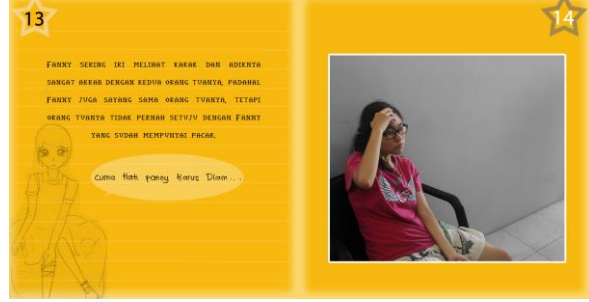 13
FANNY SERING IRI MELIHAT KAKAK DAN ADIKNYA
SANGAT AKRAB DENGAN KEDUA ORANG TUANYA, PADAHAL
FANNY JUGA SAYANG SAMA ORANG TUANYA, TETAPI
ORANG TUANYA TIDAK PERNAH SETUJU DENGAN FANNY
YANG SUDAH MEMPUNYAI PACAR.
Cuma Hati Fanny Harus Diam...
14